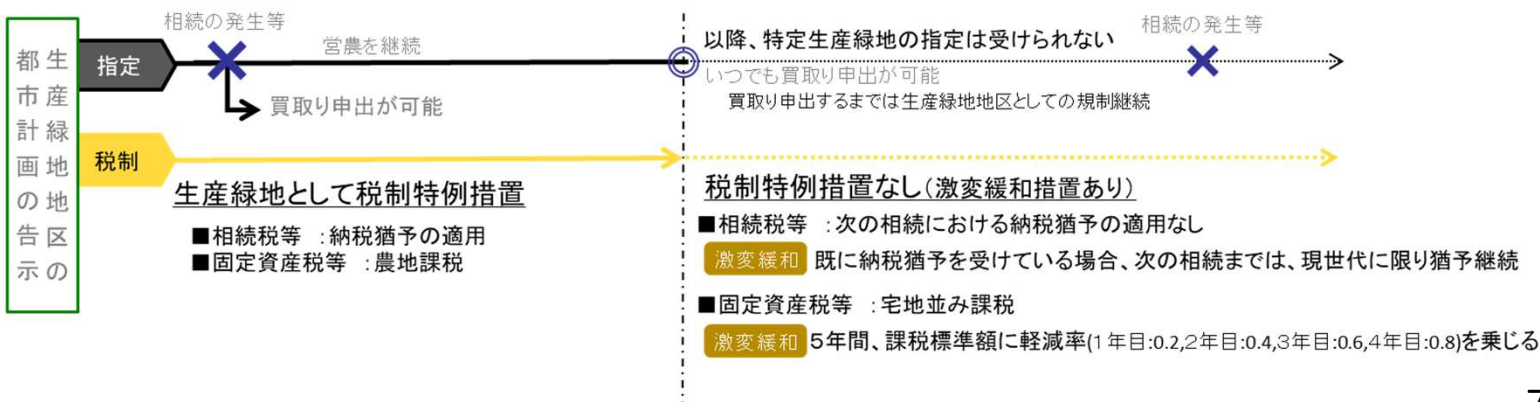 生産緑地地区の
都市計画の告示
指定
相続の発生等
営農を継続
買取り申出が可能
以降、特定生産緑地の指定は受けられない
相続の発生等
いつでも買取り申出が可能
買取り申出するまでは生産緑地地区としての規制継続
税制
生産緑地として税制特例措置
■相続税等 :納税猶予の適用
■固定資産税等 :農地課税
税制特例措置なし(激変緩和措置あり)
■相続税等 :次の相続における納税猶予の適用なし
激変緩和 既に納税猶予を受けている場合、次の相続までは、現世代に限り猶予継続
■固定資産税等 :宅地並み課税
激変緩和 5年間、課税標準額に軽減率(1年目:0.2,2年目:0.4,3年目:0.6,4年目:0.8)を乗じる